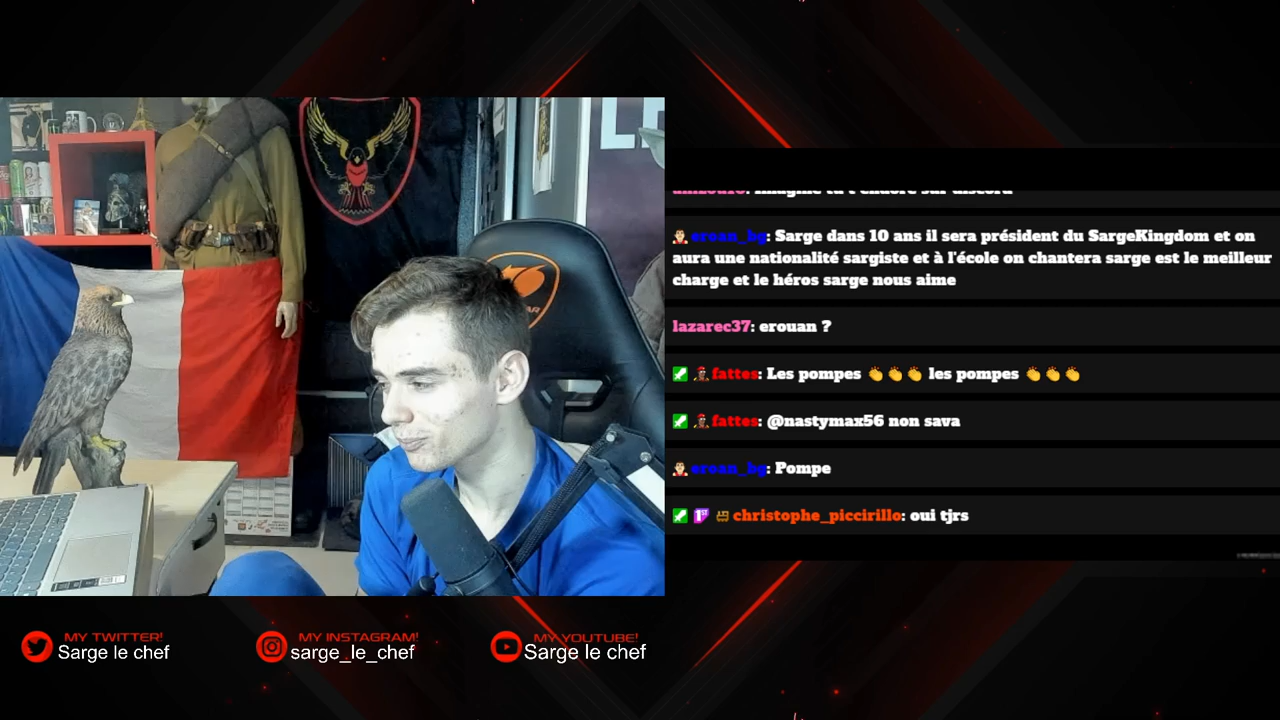 eroan_bg: Sarge dans 10 ans il sera président du SargeKingdom et on
aura une nationalité sargiste et à l'école on chantera sarge est le meilleur
charge et le héros sarge nous aime
lazarec37: erouan ?
fattes: Les pompes 👏👏👏 les pompes 👏👏👏
fattes: @nastymax56 non sava
eroan_bg: Pompe
1ST christophe_piccirillo: oui tjrs
MY TWITTER!
Sarge le chef
MY INSTAGRAM!
sarge_le_chef
MY YOUTUBE!
Sarge le chef